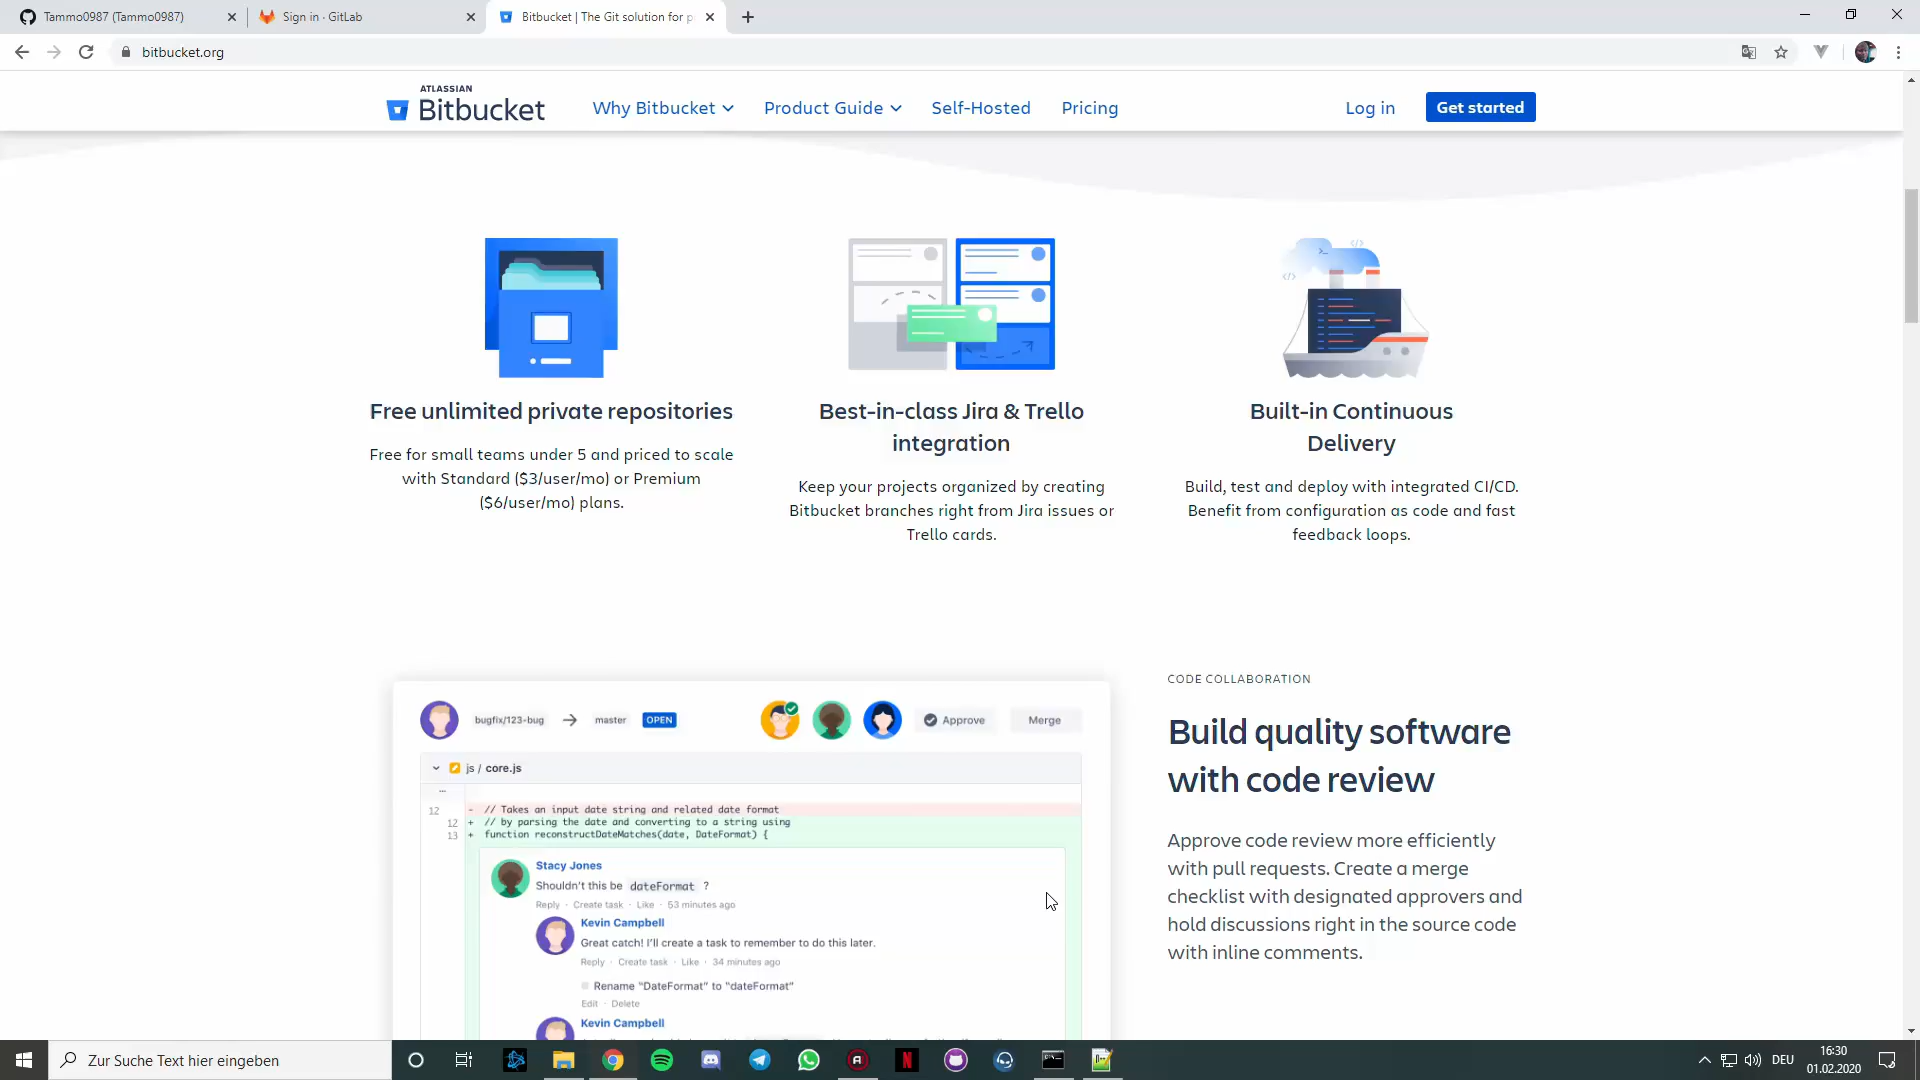 Tammo0987 (Tammo0987)
Sign in · GitLab
Bitbucket | The Git solution for p
bitbucket.org
ATLASSIAN
Bitbucket
Why Bitbucket
Product Guide
Self-Hosted
Pricing
Log in
Get started
Free unlimited private repositories
Free for small teams under 5 and priced to scale
with Standard ($3/user/mo) or Premium
($6/user/mo) plans.
Best-in-class Jira & Trello
integration
Keep your projects organized by creating
Bitbucket branches right from Jira issues or
Trello cards.
Built-in Continuous
Delivery
Build, test and deploy with integrated CI/CD.
Benefit from configuration as code and fast
feedback loops.
bugfix/123-bug → master OPEN
Approve
Merge
js / core.js
...
12 - // Takes an input date string and related date format
12 + // by parsing the date and converting to a string using
13 + function reconstructDateMatches(date, DateFormat) {
Stacy Jones
Shouldn't this be dateFormat ?
Reply · Create task · Like · 53 minutes ago
Kevin Campbell
Great catch! I'll create a task to remember to do this later.
Reply · Create task · Like · 34 minutes ago
Rename "DateFormat" to "dateFormat"
Edit · Delete
Kevin Campbell
CODE COLLABORATION
Build quality software
with code review
Approve code review more efficiently
with pull requests. Create a merge
checklist with designated approvers and
hold discussions right in the source code
with inline comments.
Zur Suche Text hier eingeben
DEU
16:30
01.02.2020